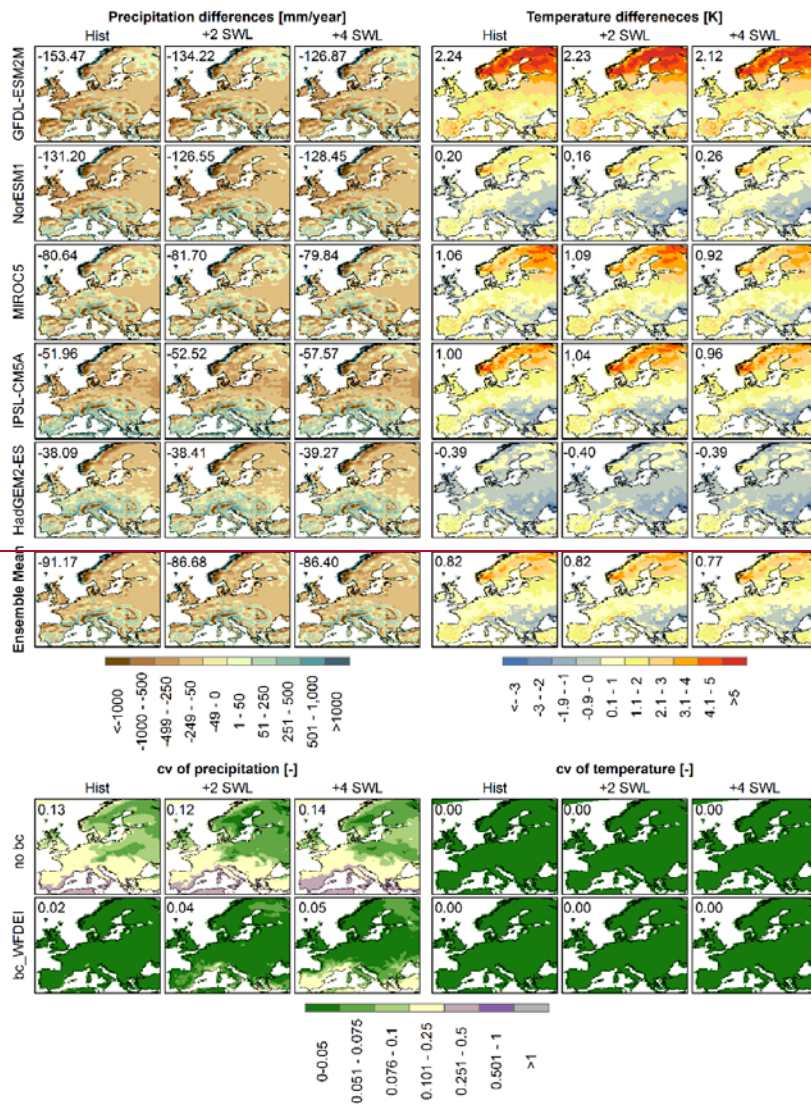 Precipitation differences [mm/year] Temperature differeneces [K]
Hist +2 SWL +4 SWL Hist +2 SWL +4 SWL
GFDL-ESM2M -153.47 -134.22 -126.87 2.24 2.23 2.12
NorESM1 -131.20 -126.55 -128.45 0.20 0.16 0.26
MIROC5 -80.64 -81.70 -79.84 1.06 1.09 0.92
IPSL-CM5A -51.96 -52.52 -57.57 1.00 1.04 0.96
HadGEM2-ES -38.09 -38.41 -39.27 -0.39 -0.40 -0.39
Ensemble Mean -91.17 -86.68 -86.40 0.82 0.82 0.77
<-1000 -1000 - -500 -499 - -250 -249 - -50 -49 - 0 1 - 50 51 - 250 251 - 500 501 - 1,000 >1000
<--3 -3 - -2 -1.9 - -1 -0.9 - 0 0.1 - 1 1.1 - 2 2.1 - 3 3.1 - 4 4.1 - 5 >5
cv of precipitation [-] cv of temperature [-]
Hist +2 SWL +4 SWL Hist +2 SWL +4 SWL
no bc 0.13 0.12 0.14 0.00 0.00 0.00
bc_WFDEI 0.02 0.04 0.05 0.00 0.00 0.00
0-0.05 0.051 - 0.075 0.076 - 0.1 0.101 - 0.25 0.251 - 0.5 0.501 - 1 >1